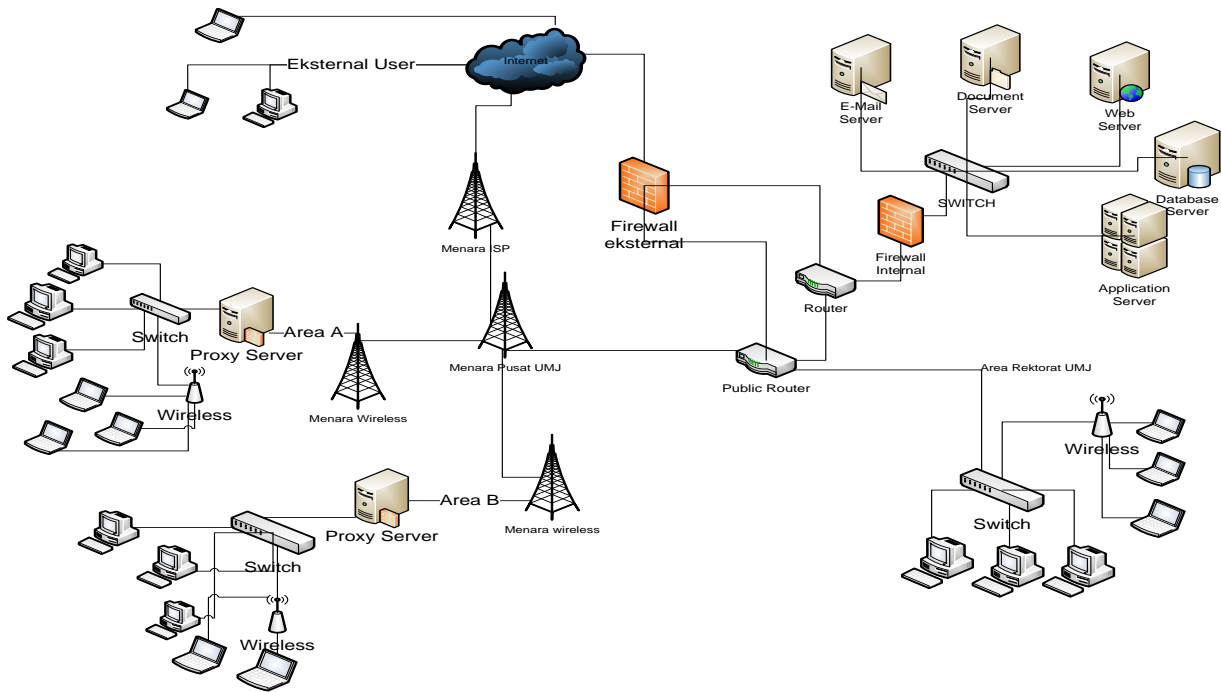 Internet
Eksternal User
E-Mail
Server
Document
Server
Web
Server
Database
Server
SWITCH
Firewall
eksternal
Menara ISP
Firewall
Internal
Application
Server
Router
Switch
Proxy Server
Area A
Menara Pusat UMJ
Public Router
Area Rektorat UMJ
Wireless
Menara Wireless
Wireless
Area B
Menara wireless
Proxy Server
Switch
Switch
Wireless